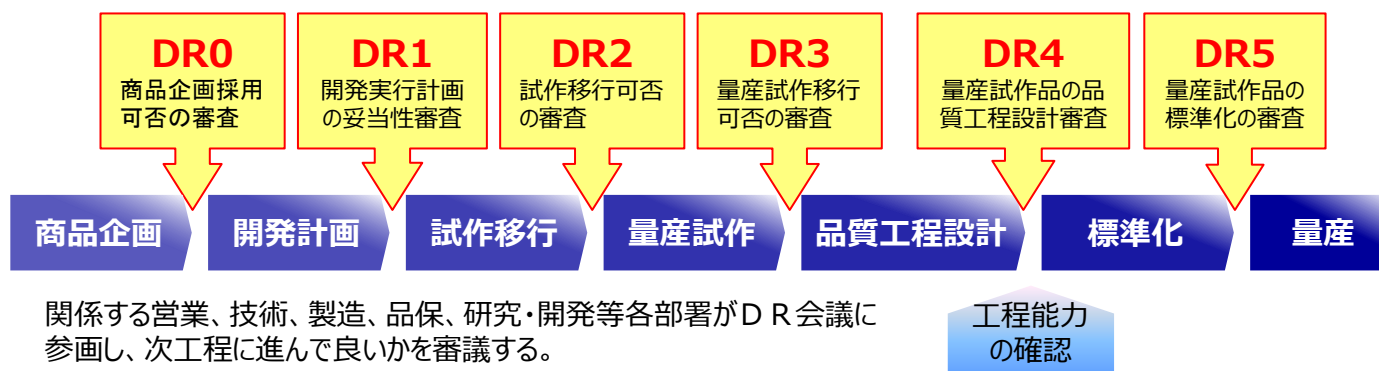 DR0
商品企画採用
可否の審査
DR1
開発実行計画
の妥当性審査
DR2
試作移行可否
の審査
DR3
量産試作移行
可否の審査
DR4
量産試作品の品
質工程設計審査
DR5
量産試作品の
標準化の審査
商品企画
開発計画
試作移行
量産試作
品質工程設計
標準化
量産
関係する営業、技術、製造、品保、研究・開発等各部署がＤＲ会議に
参画し、次工程に進んで良いかを審議する。
工程能力
の確認